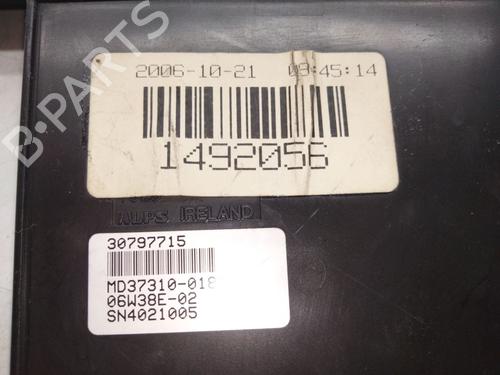 B-PARTS
2006-10-21 09:45:14
1492056
ALPS IRELAND
30797715
MD37310-018
06W38E-02
SN4021005